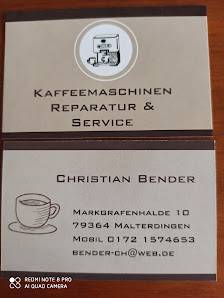 KAFFEEMASCHINEN
REPARATUR &
SERVICE
CHRISTIAN BENDER
MARKGRAFENHALDE 10
79364 MALTERDINGEN
MOBIL 0172 1574653
BENDER-CH@WEB.DE
REDMI NOTE 8 PRO
AI QUAD CAMERA